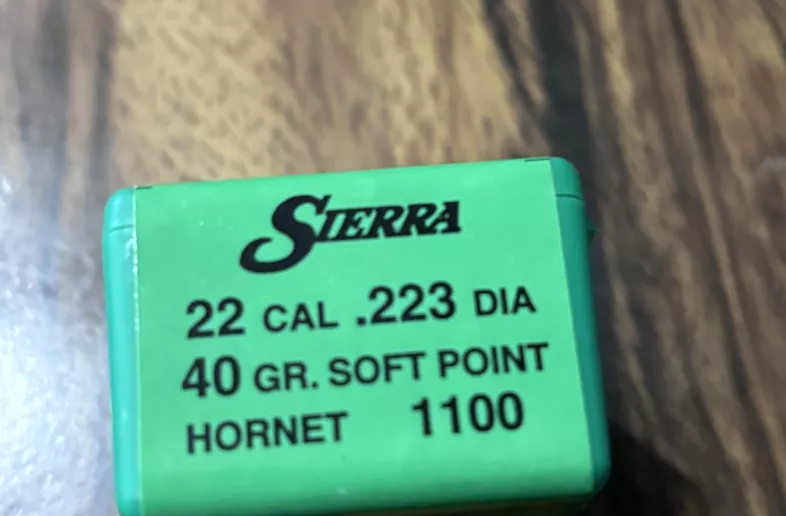 SIERRA
22 CAL .223 DIA
40 GR. SOFT POINT
HORNET 1100